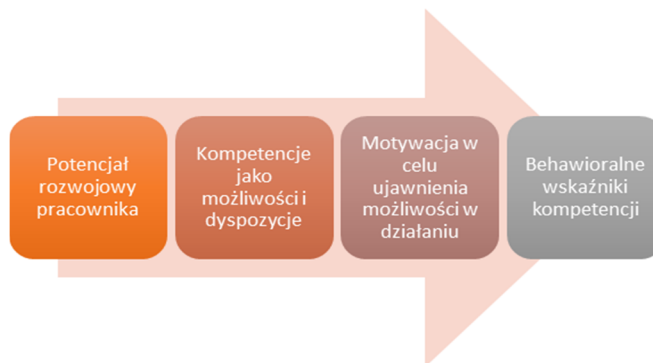 Potencjał
rozwojowy
pracownika
Kompetencje
jako
możliwości i
dyspozycje
Motywacja w
celu
ujawnienia
możliwości w
działaniu
Behawioralne
wskaźniki
kompetencji